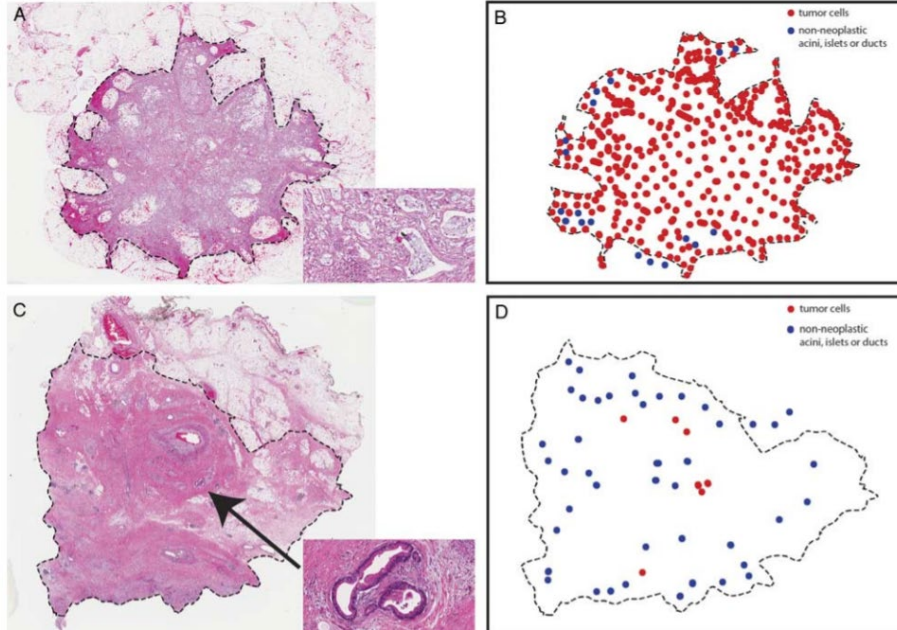 A
B
tumor cells
non-neoplastic
acini, islets or ducts
C
D
tumor cells
non-neoplastic
acini, islets or ducts